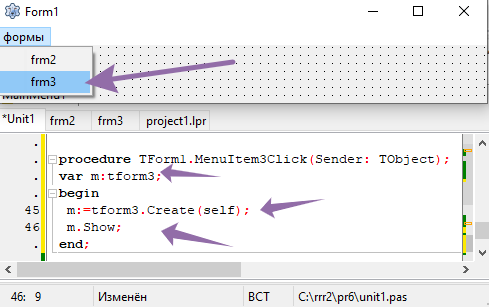 Form1
формы
frm2
frm3
MainMenu1
*Unit1 frm2 frm3 project1.lpr
procedure TForm1.MenuItem3Click(Sender: TObject);
var m:tform3;
begin
45 m:=tform3.Create(self);
46 m.Show;
end;
46: 9 Изменён ВСТ C:\rrr2\pr6\unit1.pas